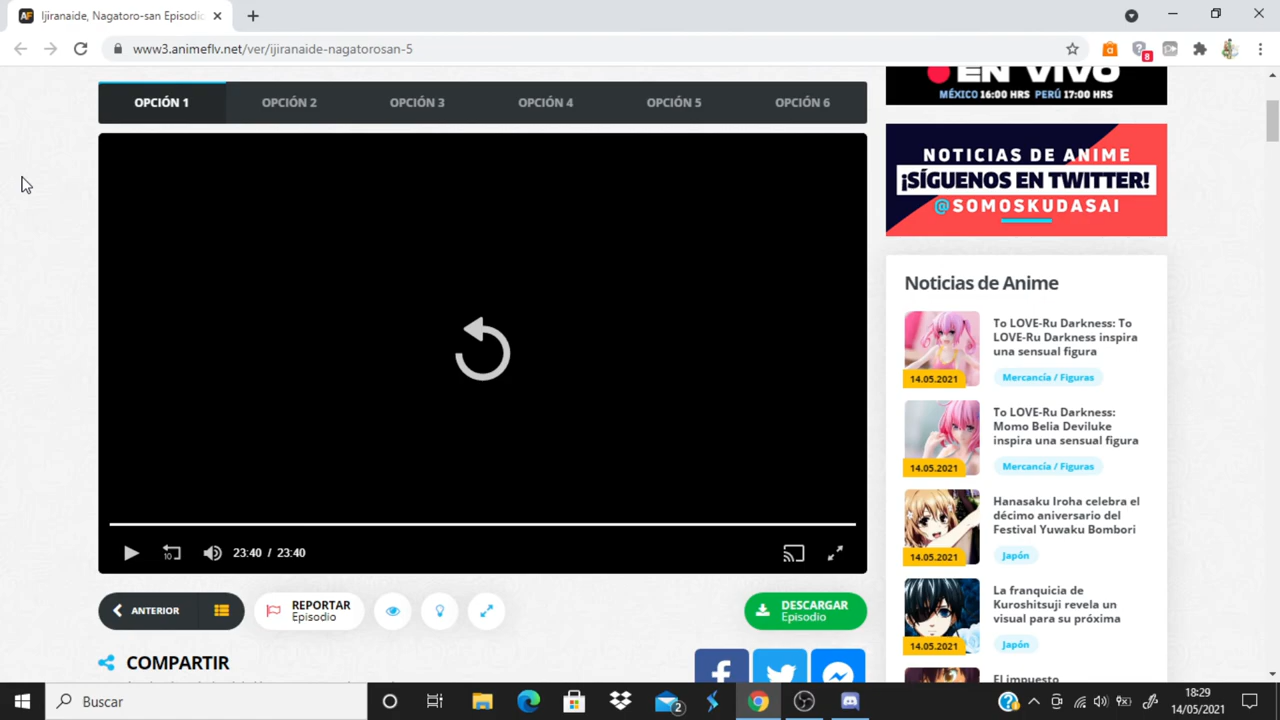 Ijiranaide, Nagatoro-san Episodio
www3.animeflv.net/ver/ijiranaide-nagatorosan-5
8
OPCIÓN 1
OPCIÓN 2
OPCIÓN 3
OPCIÓN 4
OPCIÓN 5
OPCIÓN 6
10
23:40 / 23:40
ANTERIOR
REPORTAR
Episodio
DESCARGAR
Episodio
COMPARTIR
EN VIVO
MÉXICO 16:00 HRS PERÚ 17:00 HRS
NOTICIAS DE ANIME
¡SÍGUENOS EN TWITTER!
@SOMOSKUDASAI
Noticias de Anime
To LOVE-Ru Darkness: To
LOVE-Ru Darkness inspira
una sensual figura
14.05.2021
Mercancía / Figuras
To LOVE-Ru Darkness:
Momo Belia Deviluke
inspira una sensual figura
14.05.2021
Mercancía / Figuras
Hanasaku Iroha celebra el
décimo aniversario del
Festival Yuwaku Bombori
14.05.2021
Japón
La franquicia de
Kuroshitsuji revela un
visual para su próxima
14.05.2021
Japón
El impuesto
Buscar
2
18:29
14/05/2021